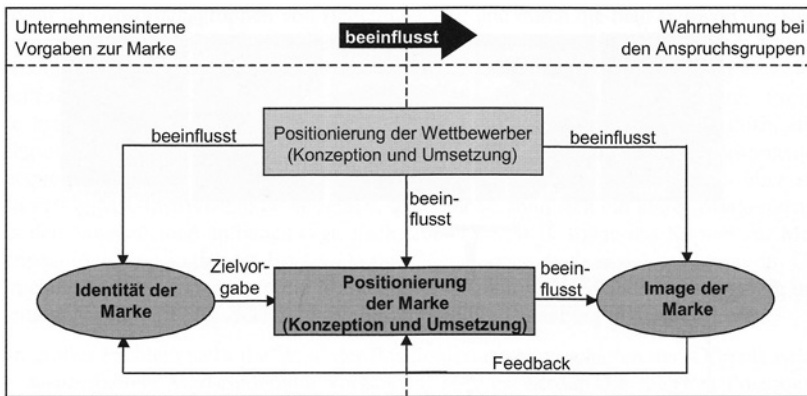 Unternehmensinterne
Vorgaben zur Marke
beeinflusst
Wahrnehmung bei
den Anspruchsgruppen
beeinflusst
Positionierung der Wettbewerber
(Konzeption und Umsetzung)
beeinflusst
beein-
flusst
Identität der
Marke
Zielvor-
gabe
Positionierung
der Marke
(Konzeption und Umsetzung)
beein-
flusst
Image der
Marke
Feedback